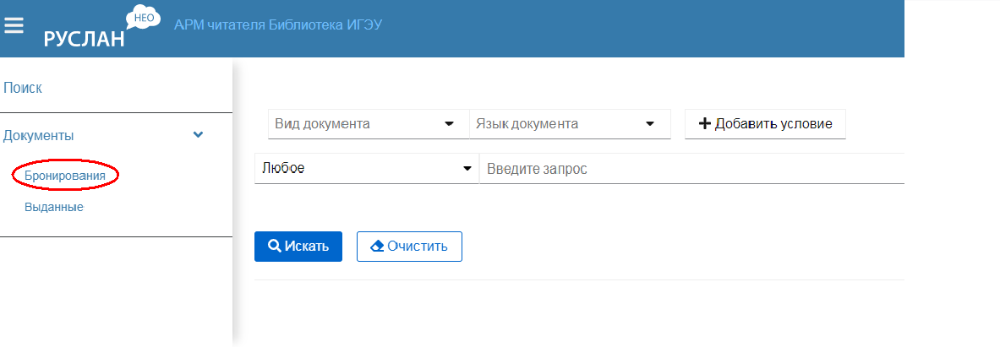 НЕО
РУСЛАН
АРМ читателя Библиотека ИГЭУ
Поиск
Документы
Бронирования
Выданные
Вид документа
Язык документа
Добавить условие
Любое
Введите запрос
Искать
Очистить